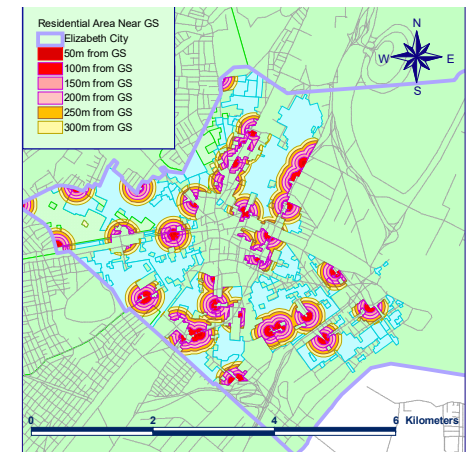 Residential Area Near GS
Elizabeth City
50m from GS
100m from GS
150m from GS
200m from GS
250m from GS
300m from GS
N
W E
S
0 2 4 6 Kilometers